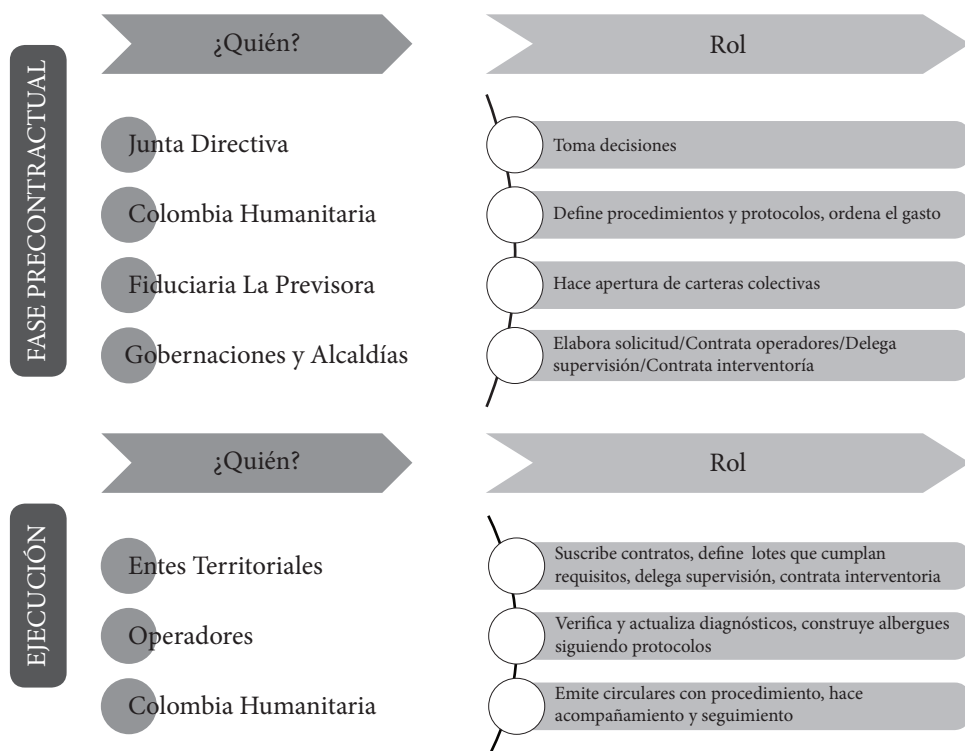 FASE PRECONTRACTUAL
¿Quién?
Rol
Junta Directiva
Toma decisiones
Colombia Humanitaria
Define procedimientos y protocolos, ordena el gasto
Fiduciaria La Previsora
Hace apertura de carteras colectivas
Gobernaciones y Alcaldías
Elabora solicitud/Contrata operadores/Delega
supervisión/Contrata interventoría
EJECUCIÓN
¿Quién?
Rol
Entes Territoriales
Suscribe contratos, define lotes que cumplan
requisitos, delega supervisión, contrata interventoria
Operadores
Verifica y actualiza diagnósticos, construye albergues
siguiendo protocolos
Colombia Humanitaria
Emite circulares con procedimiento, hace
acompañamiento y seguimiento